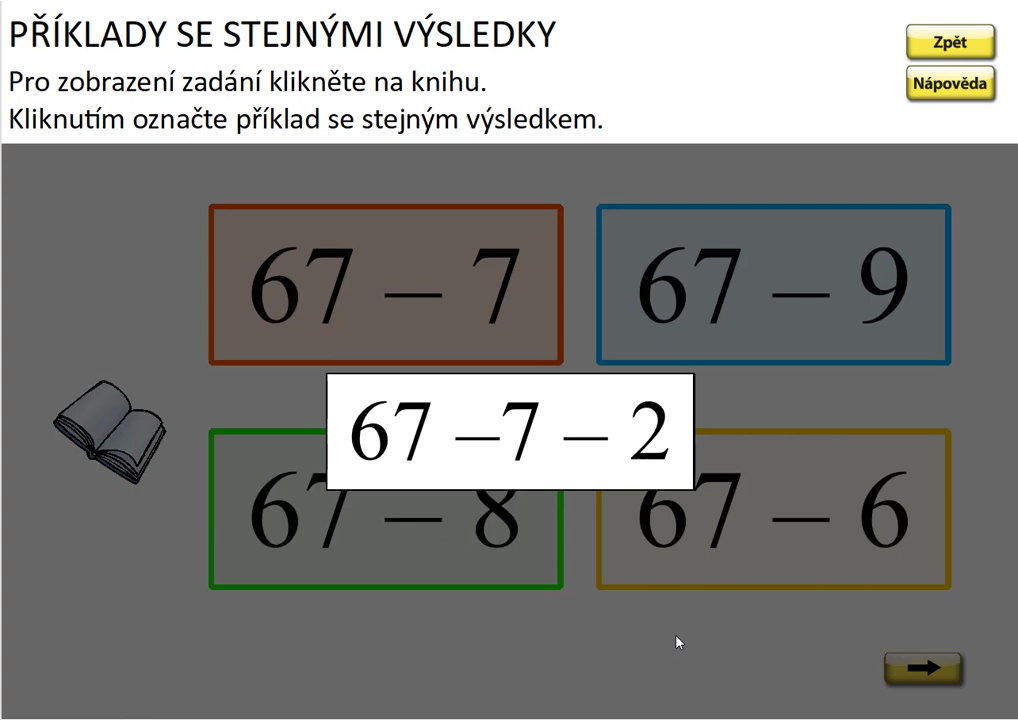 PŘÍKLADY SE STEJNÝMI VÝSLEDKY
Zpět
Pro zobrazení zadání klikněte na knihu.
Nápověda
Kliknutím označte příklad se stejným výsledkem.
67 – 7
67 – 9
67 –7 – 2
67 – 8
67 – 6